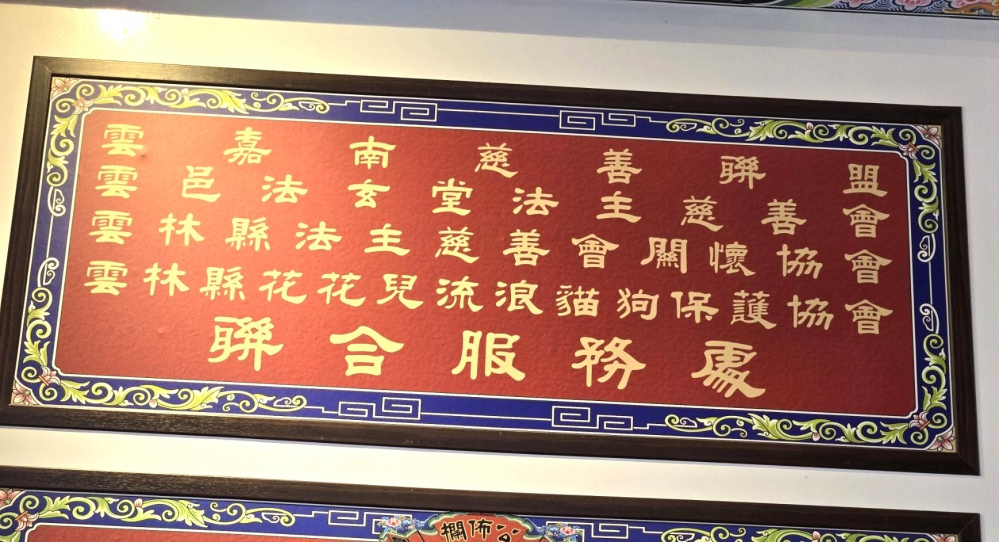 雲嘉南慈善聯盟
雲邑法玄堂法主慈善會
雲林縣法主慈善會關懷協會
雲林縣花花兒流浪貓狗保護協會
聯合服務處
佈欄